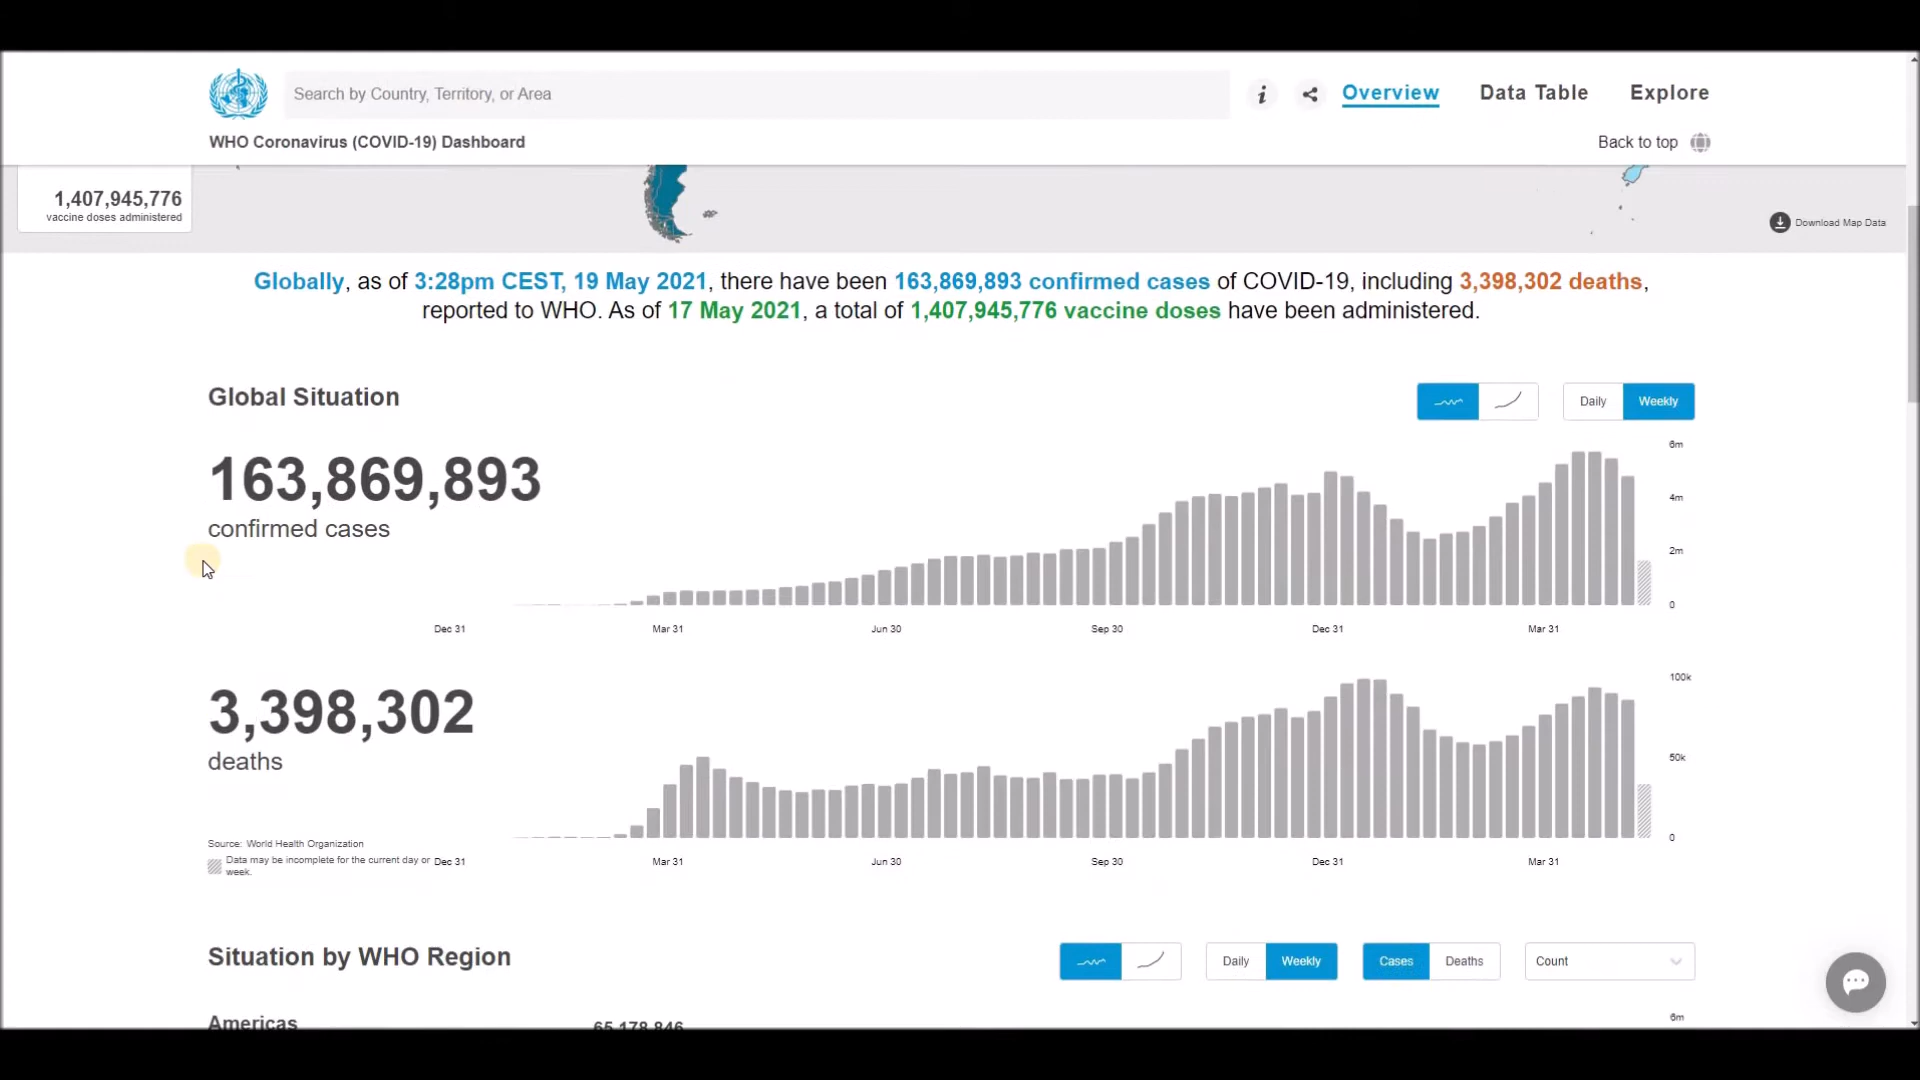 Search by Country, Territory, or Area
i
Overview
Data Table
Explore
WHO Coronavirus (COVID-19) Dashboard
Back to top
1,407,945,776
vaccine doses administered
Download Map Data
Globally, as of 3:28pm CEST, 19 May 2021, there have been 163,869,893 confirmed cases of COVID-19, including 3,398,302 deaths,
reported to WHO. As of 17 May 2021, a total of 1,407,945,776 vaccine doses have been administered.
Global Situation
Daily
Weekly
163,869,893
confirmed cases
6m
4m
2m
0
Dec 31
Mar 31
Jun 30
Sep 30
Dec 31
Mar 31
3,398,302
deaths
100k
50k
0
Source: World Health Organization
Data may be incomplete for the current day or
week.
Dec 31
Mar 31
Jun 30
Sep 30
Dec 31
Mar 31
Situation by WHO Region
Daily
Weekly
Cases
Deaths
Count
Americas
65,178,846
6m